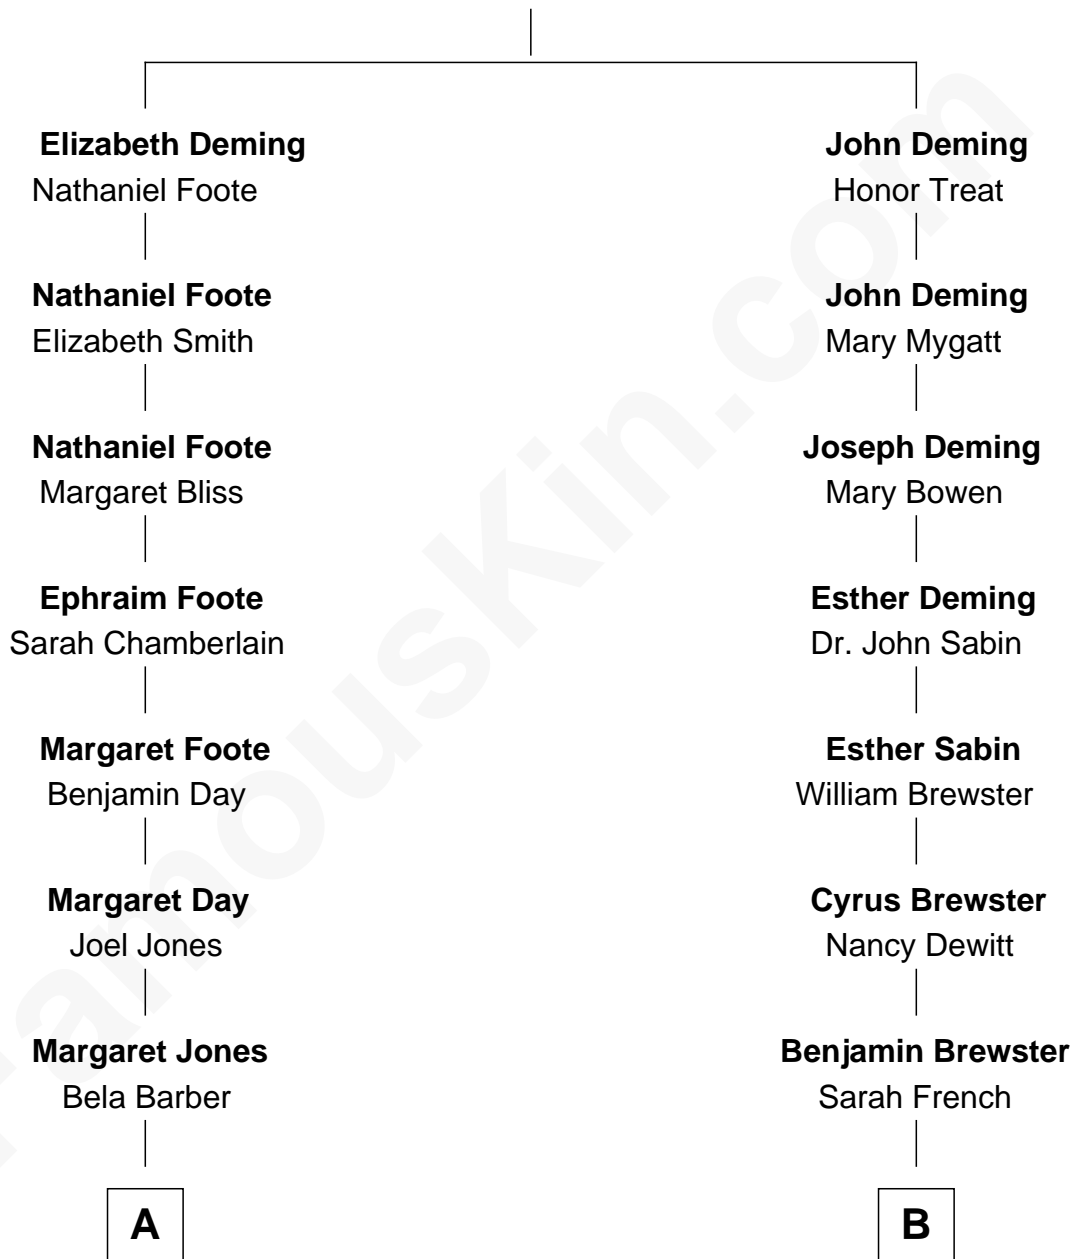 Elizabeth Deming
Nathaniel Foote
Nathaniel Foote
Elizabeth Smith
Nathaniel Foote
Margaret Bliss
Ephraim Foote
Sarah Chamberlain
Margaret Foote
Benjamin Day
Margaret Day
Joel Jones
Margaret Jones
Bela Barber
A
John Deming
Honor Treat
John Deming
Mary Mygatt
Joseph Deming
Mary Bowen
Esther Deming
Dr. John Sabin
Esther Sabin
William Brewster
Cyrus Brewster
Nancy Dewitt
Benjamin Brewster
Sarah French
B
FamousKin.com